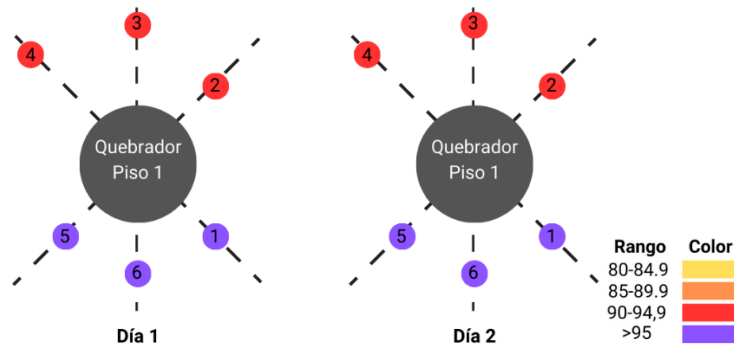 3
4
2
Quebrador
Piso 1
5
1
6
Día 1
3
4
2
Quebrador
Piso 1
5
1
6
Día 2
Rango Color
80-84.9
85-89.9
90-94,9
>95